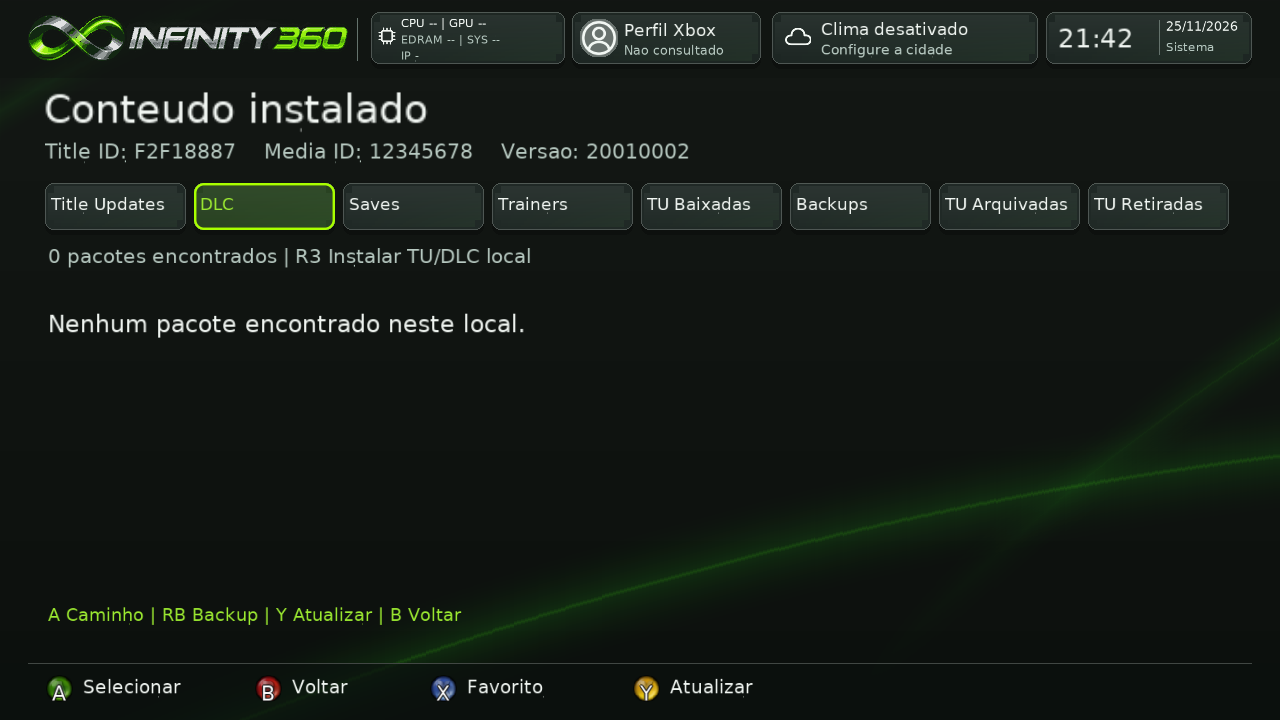 INFINITY 360
CPU -- | GPU --
EDRAM -- | SYS --
IP -
Perfil Xbox
Nao consultado
Clima desativado
Configure a cidade
21:42
25/11/2026
Sistema
Conteudo instalado
Title ID: F2F18887 Media ID: 12345678 Versao: 20010002
Title Updates
DLC
Saves
Trainers
TU Baixadas
Backups
TU Arquivadas
TU Retiradas
0 pacotes encontrados | R3 Instalar TU/DLC local
Nenhum pacote encontrado neste local.
A Caminho | RB Backup | Y Atualizar | B Voltar
A Selecionar
B Voltar
X Favorito
Y Atualizar